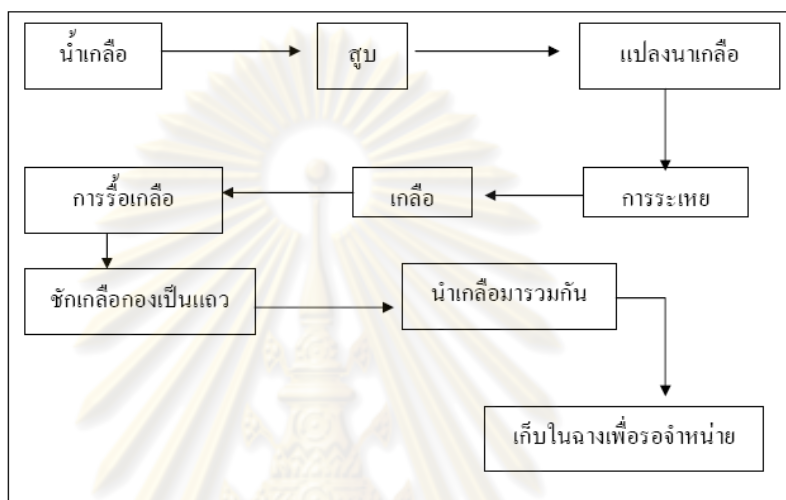 น้ำเกลือ
สูบ
แปลงนาเกลือ
การระเหย
เกลือ
การรื้อเกลือ
ชักเกลือกองเป็นแถว
นำเกลือมารวมกัน
เก็บในฉางเพื่อรอจำหน่าย